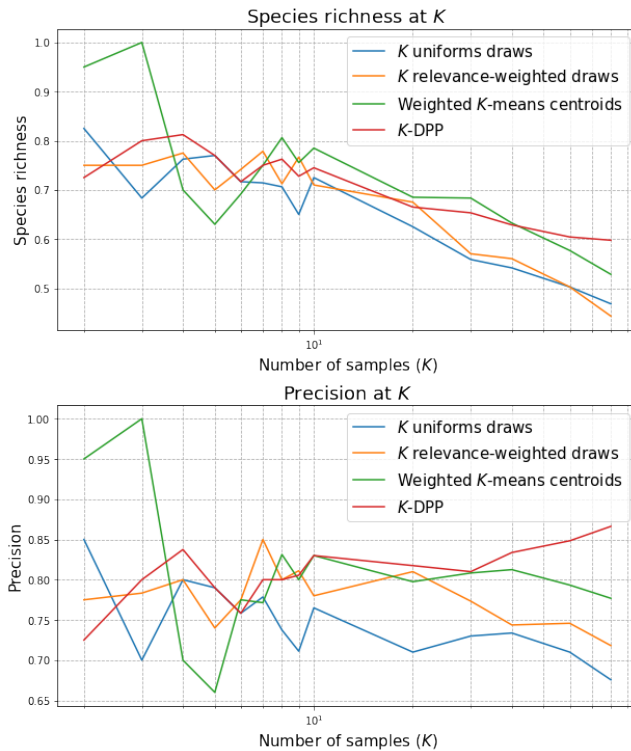 Species richness at K
1.0
0.9
0.8
0.7
0.6
0.5
Species richness
K uniforms draws
K relevance-weighted draws
Weighted K-means centroids
K-DPP
10¹
Number of samples (K)
Precision at K
1.00
0.95
0.90
0.85
0.80
0.75
0.70
0.65
Precision
K uniforms draws
K relevance-weighted draws
Weighted K-means centroids
K-DPP
10¹
Number of samples (K)